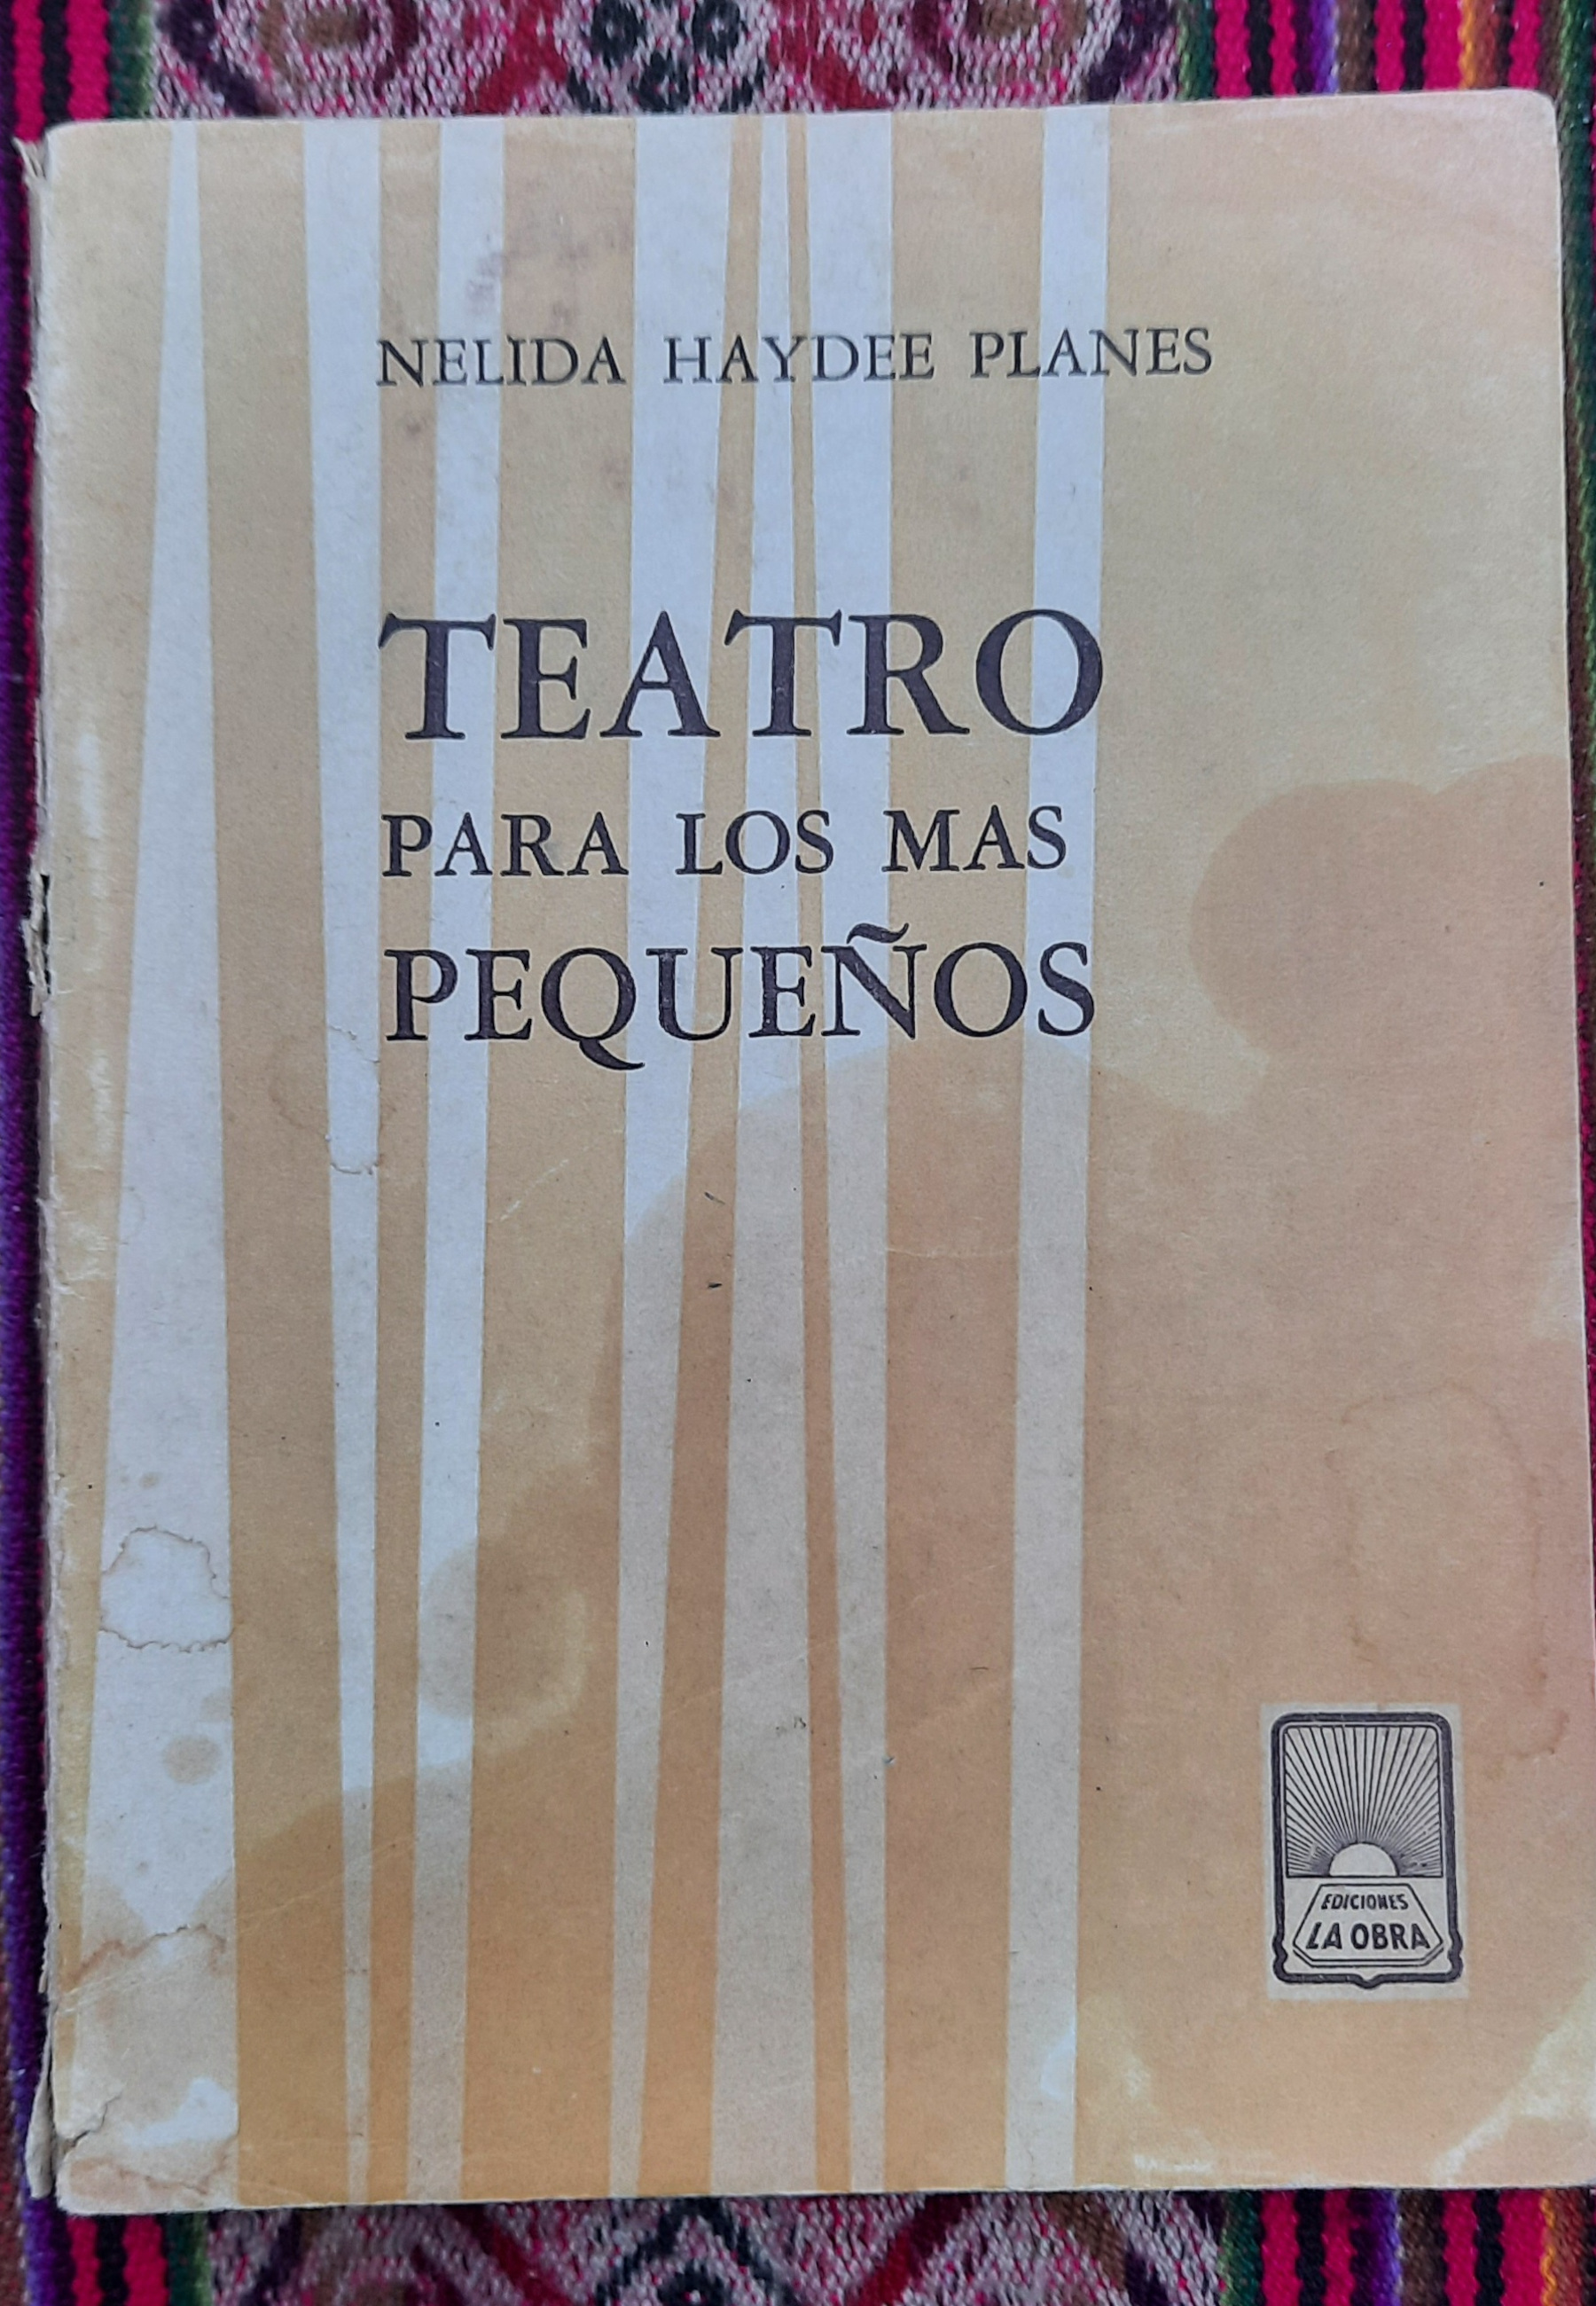 NELIDA HAYDEE PLANES
TEATRO
PARA LOS MAS
PEQUEÑOS
EDICIONES
LA OBRA